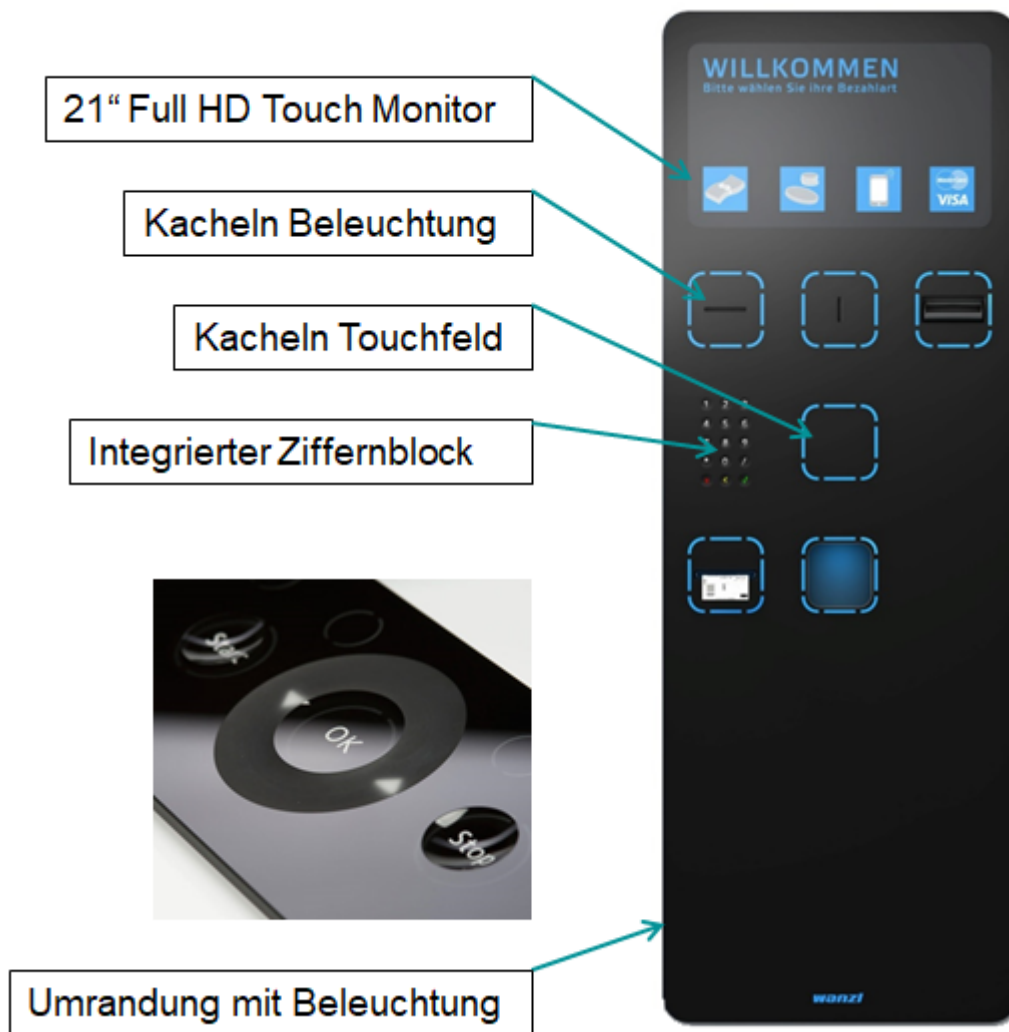 21“ Full HD Touch Monitor
Kacheln Beleuchtung
Kacheln Touchfeld
Integrierter Ziffernblock
Umrandung mit Beleuchtung
WILLKOMMEN
Bitte wählen Sie ihre Bezahlart
VISA
1 2 3
4 5 6
8 9
0
OK
Stop
wanzl